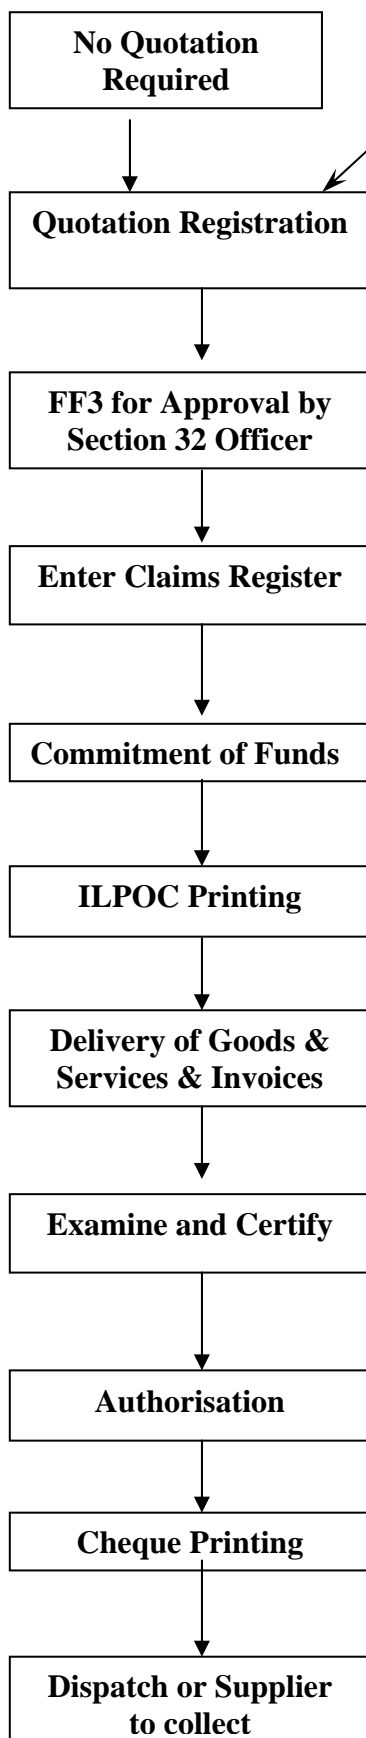 No Quotation
Required
Quotation Registration
FF3 for Approval by
Section 32 Officer
Enter Claims Register
Commitment of Funds
ILPOC Printing
Delivery of Goods &
Services & Invoices
Examine and Certify
Authorisation
Cheque Printing
Dispatch or Supplier
to collect